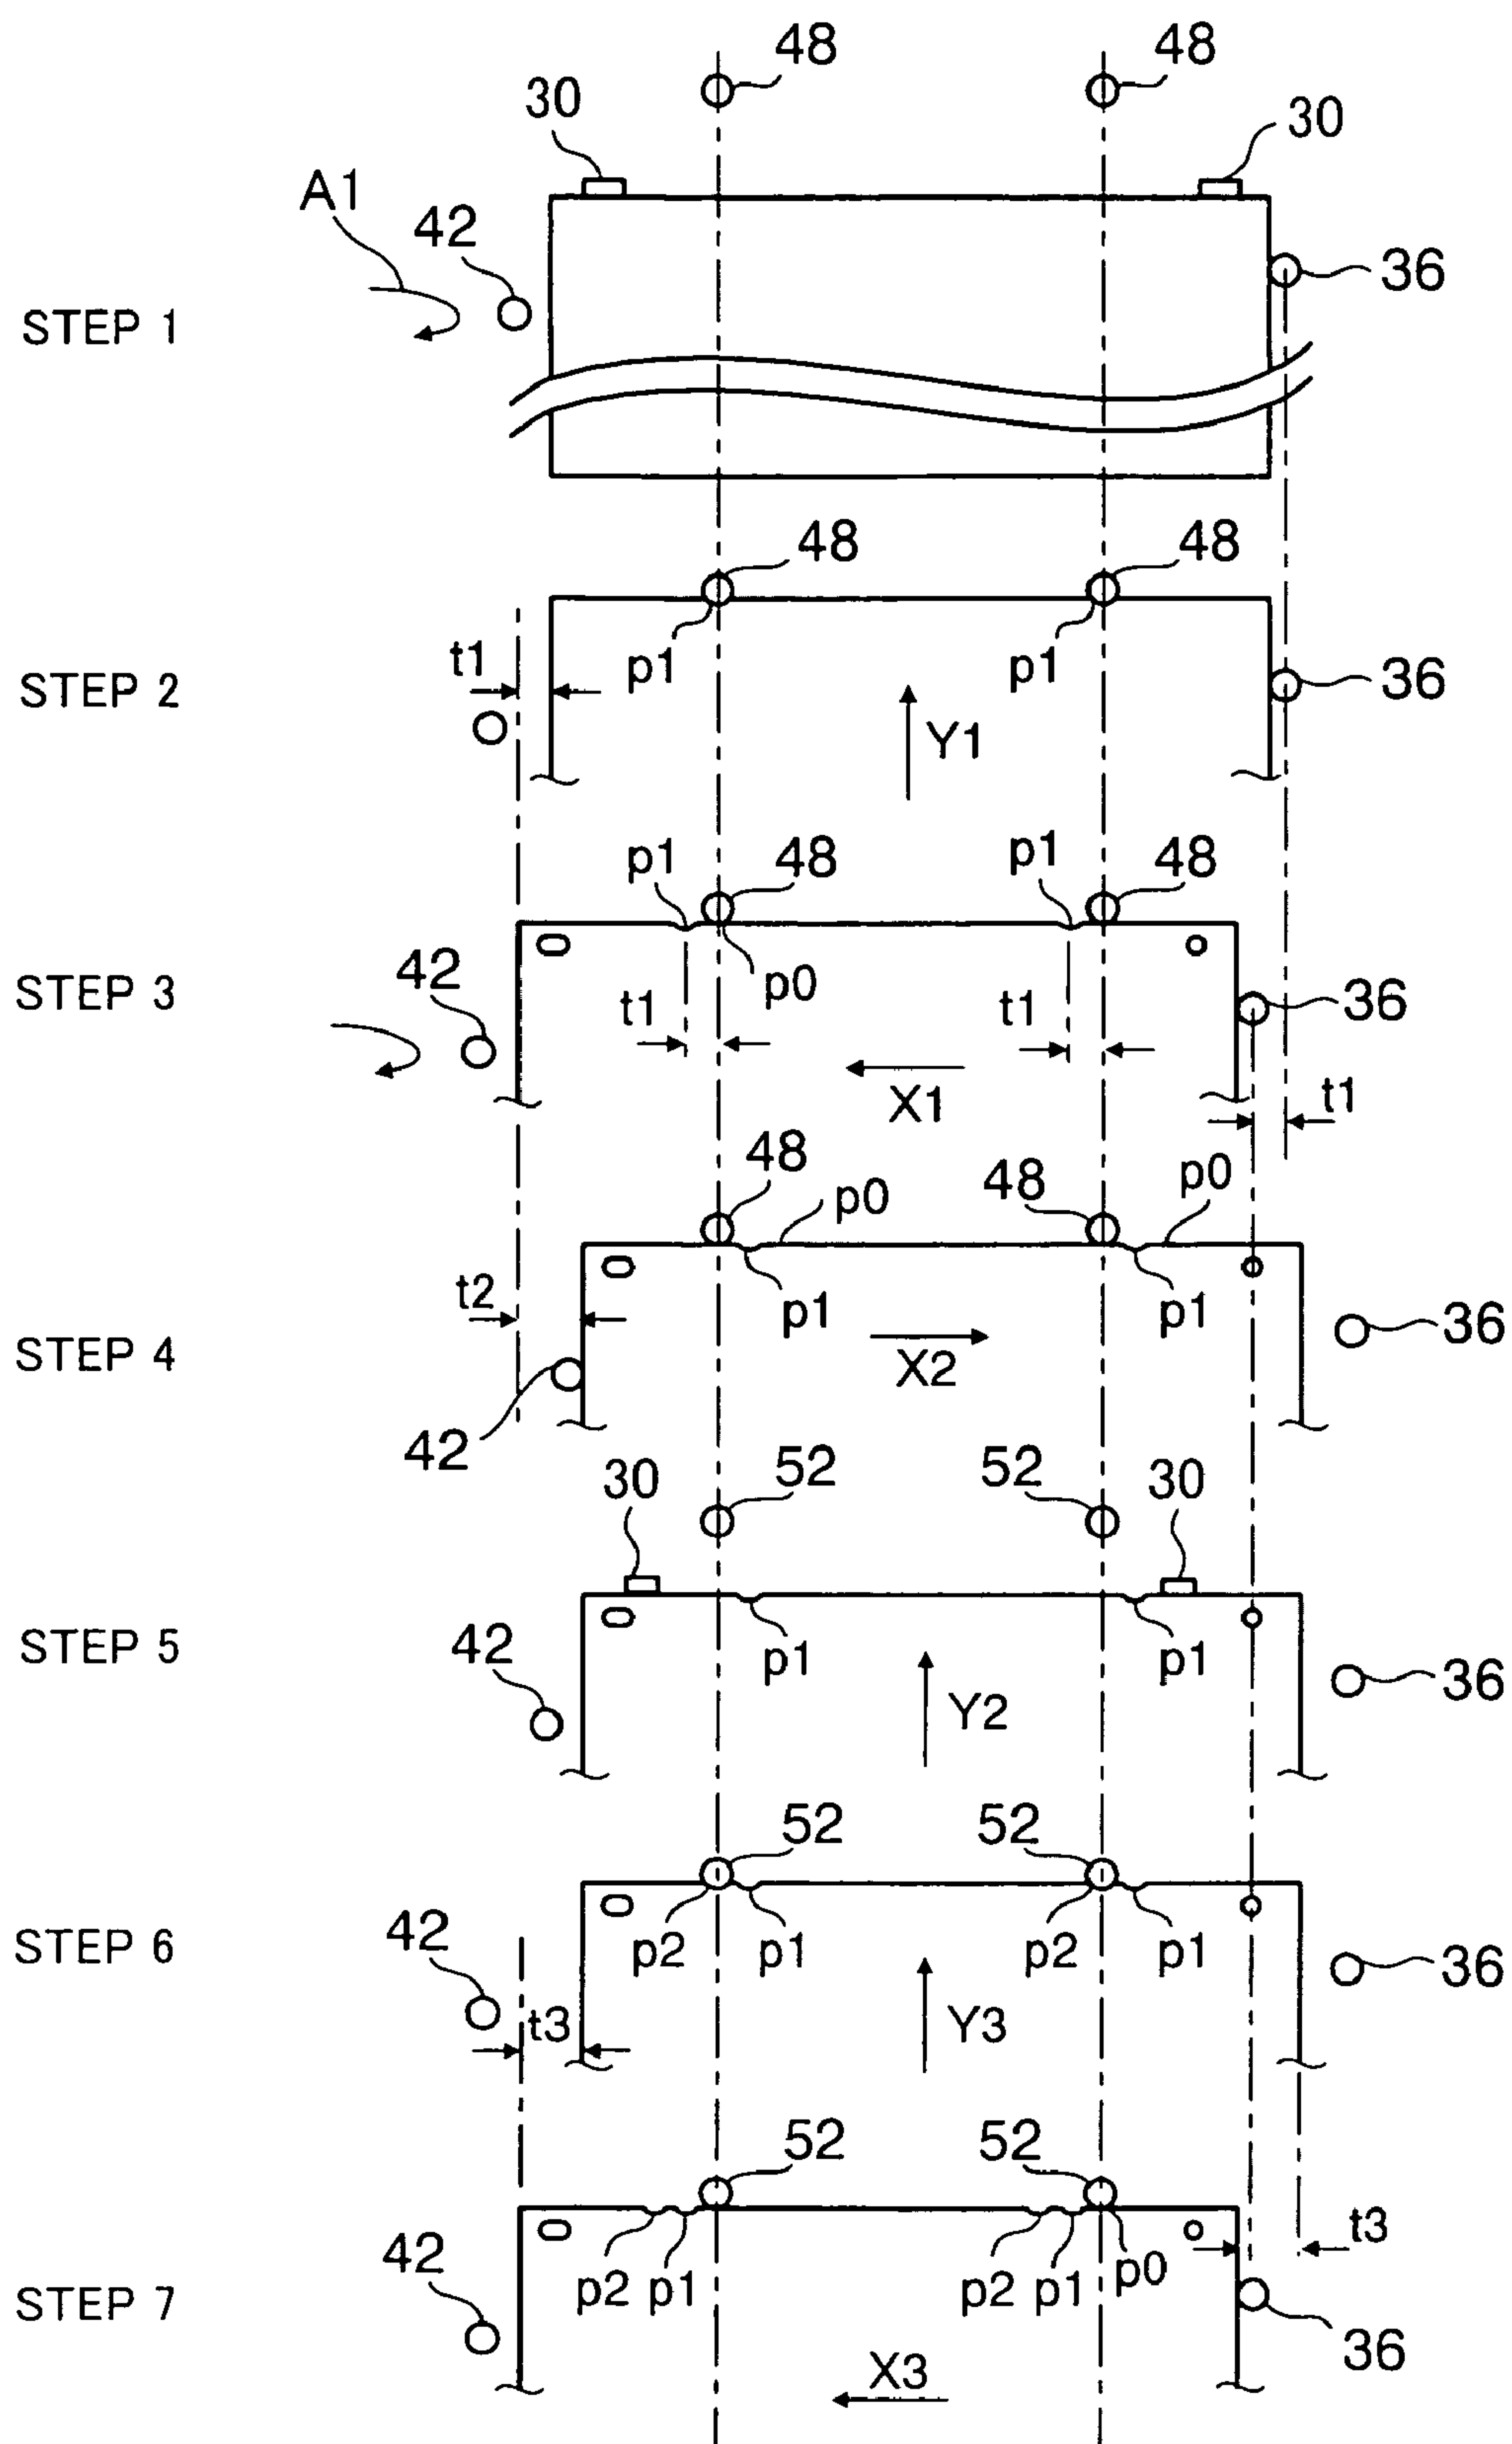 48 48
30 30
A1
42
36
STEP 1
48 48
t1 p1 p1
36
STEP 2
Y1
p1 48 p1 48
42 p0
36
STEP 3
t1 t1
X1 t1
48 48 p0 p0
t2 p1 p1
36
STEP 4
X2
42
30 52 52 30
42 p1 p1
36
STEP 5
Y2
52 52
42 p2 p1 p2 p1
36
STEP 6
t3 Y3
52 52
t3
42 p2 p1 p2 p1 p0
STEP 7
36
X3